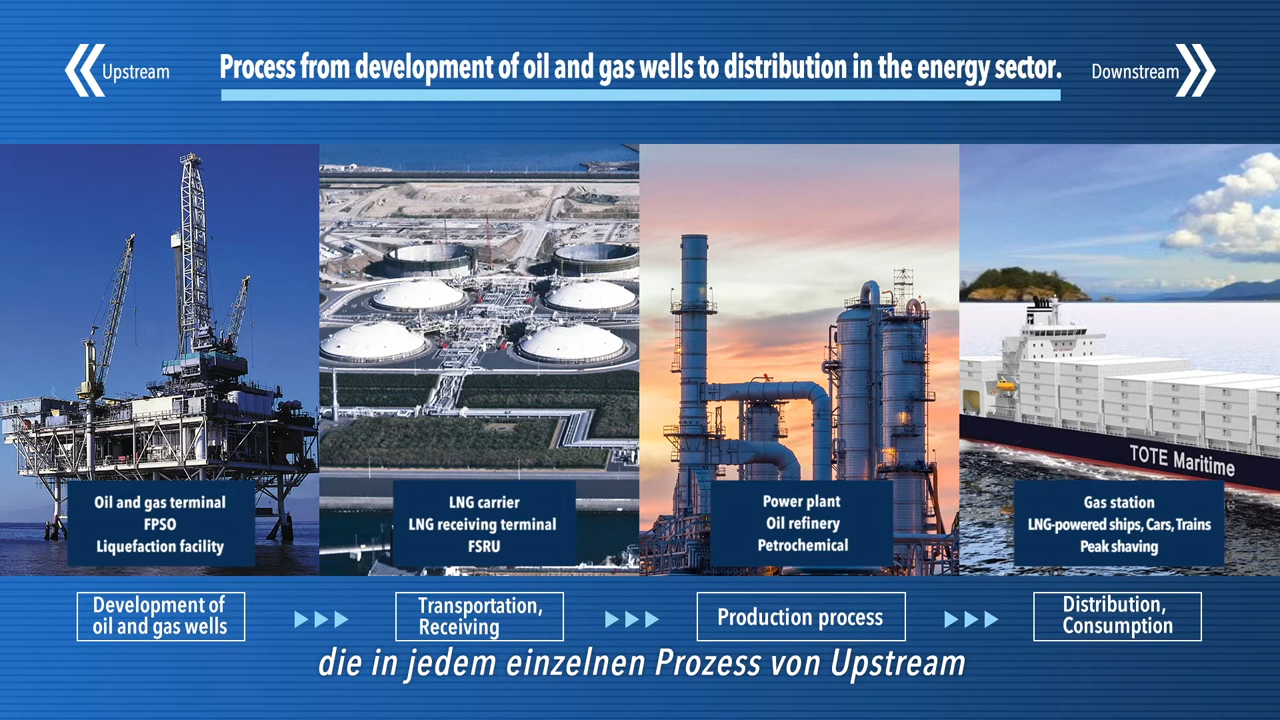 Upstream
Process from development of oil and gas wells to distribution in the energy sector.
Downstream
TOTE Maritime
Oil and gas terminal
FPSO
Liquefaction facility
LNG carrier
LNG receiving terminal
FSRU
Power plant
Oil refinery
Petrochemical
Gas station
LNG-powered ships, Cars, Trains
Peak shaving
Development of
oil and gas wells
Transportation,
Receiving
Production process
Distribution,
Consumption
die in jedem einzelnen Prozess von Upstream